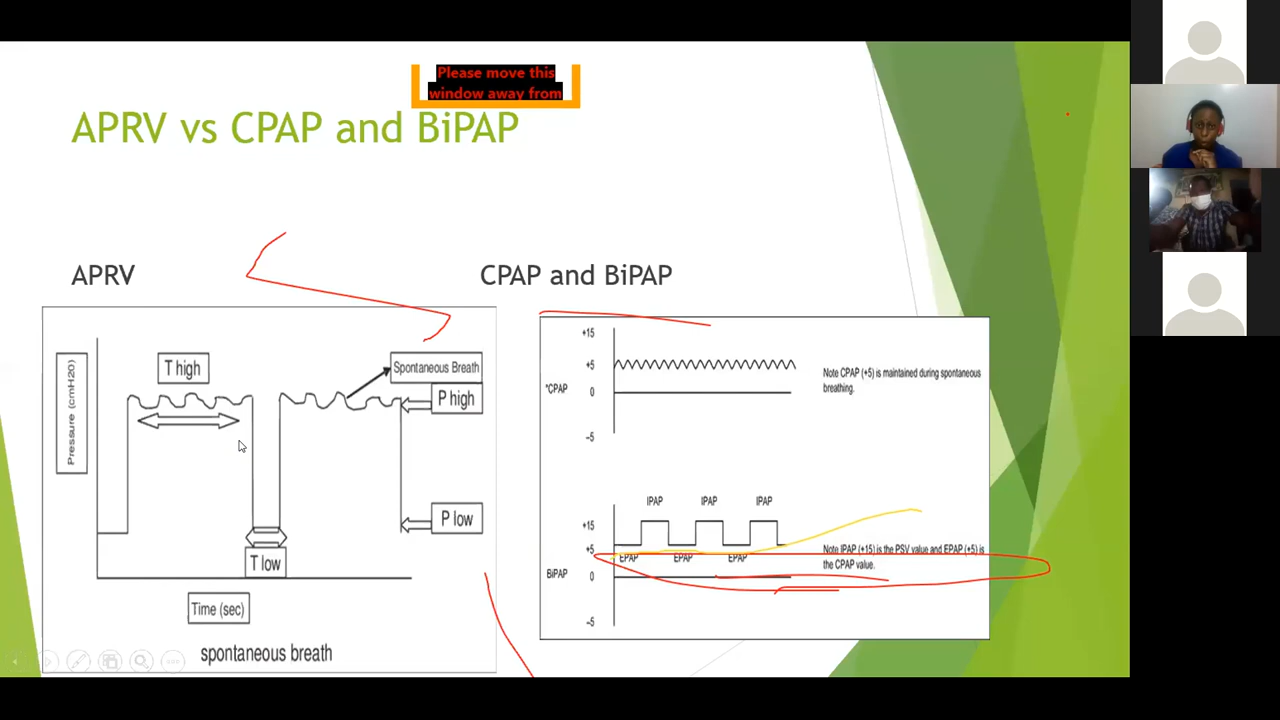 Please move this
window away from
APRV vs CPAP and BiPAP
APRV
CPAP and BiPAP
Pressure (cmH20)
T high
Spontaneous Breath
P high
P low
T low
Time (sec)
spontaneous breath
+15
+5
*CPAP
0
–5
Note CPAP (+5) is maintained during spontaneous
breathing.
IPAP IPAP IPAP
+15
+5
EPAP EPAP EPAP
BiPAP
0
–5
Note IPAP (+15) is the PSV value and EPAP (+5) is
the CPAP value.